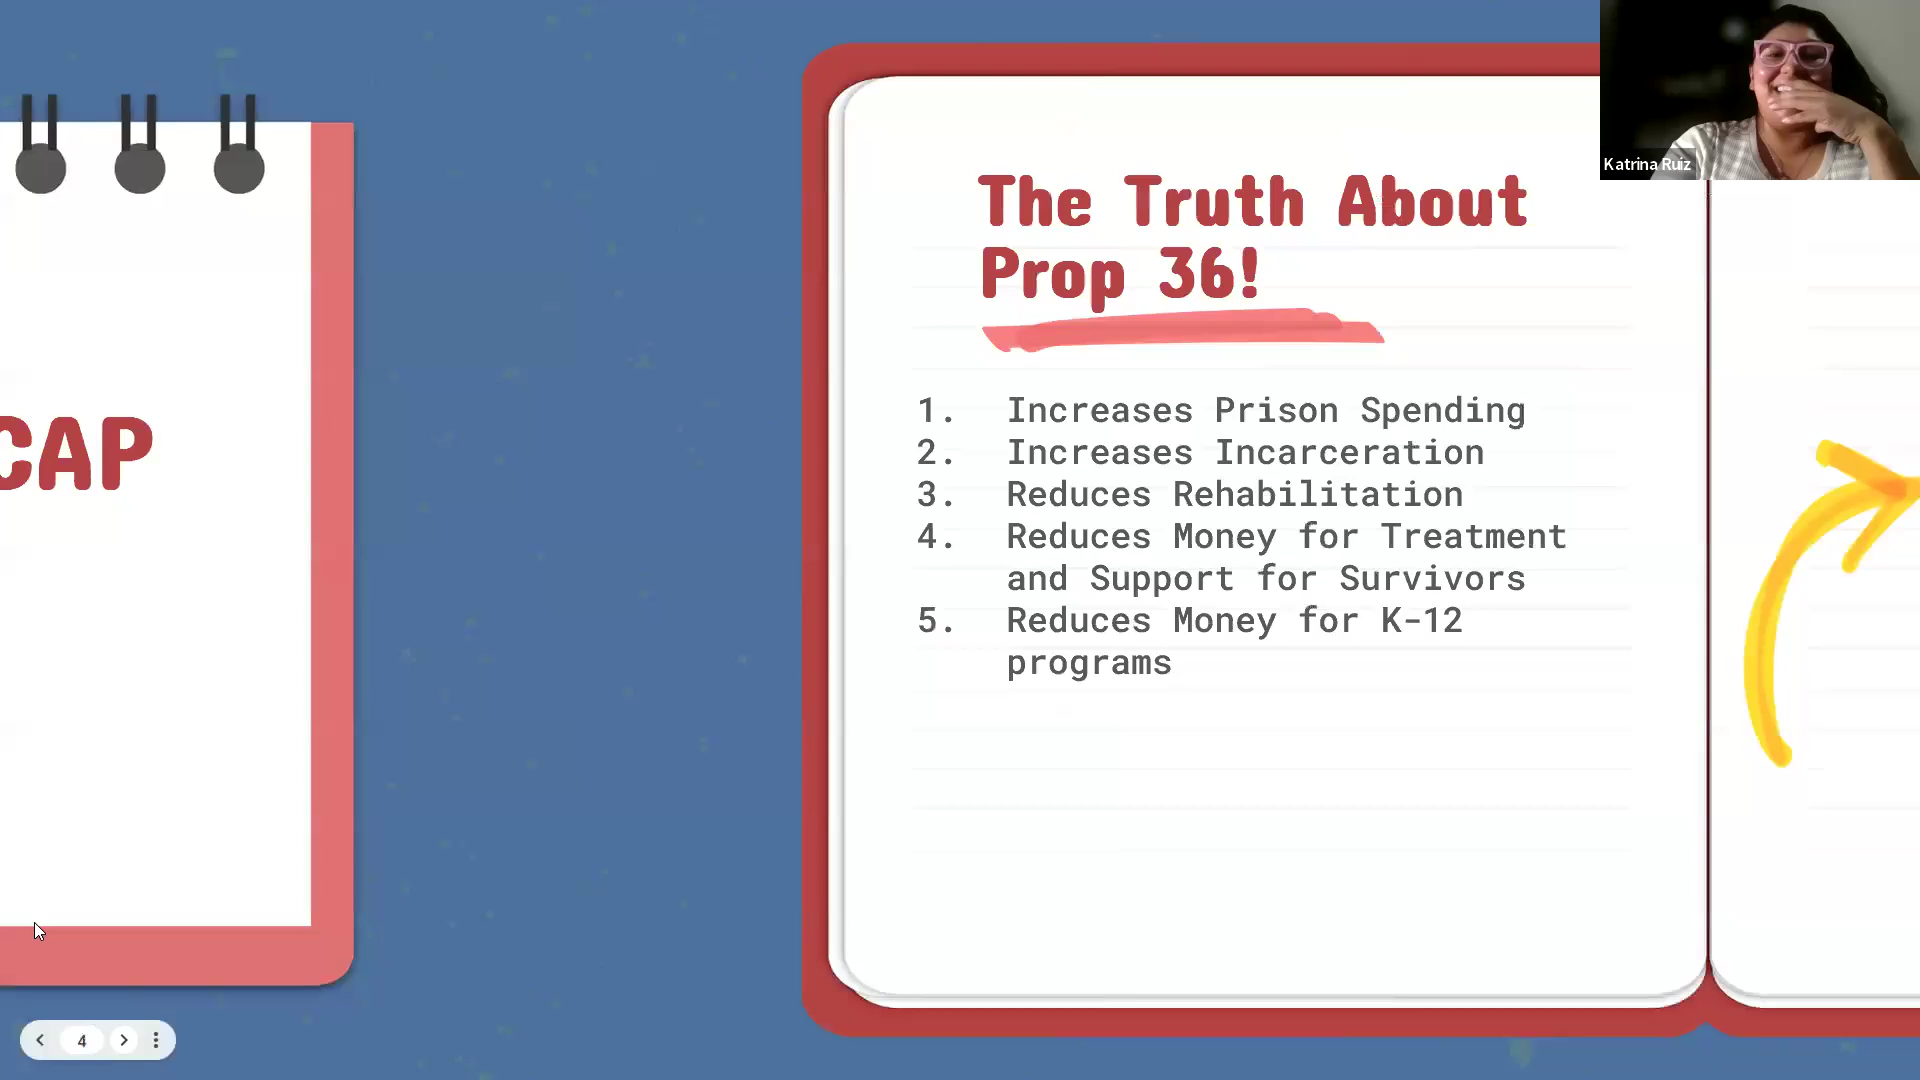 Katrina Ruiz
The Truth About
Prop 36!
1. Increases Prison Spending
2. Increases Incarceration
3. Reduces Rehabilitation
4. Reduces Money for Treatment
and Support for Survivors
5. Reduces Money for K-12
programs
CAP
4